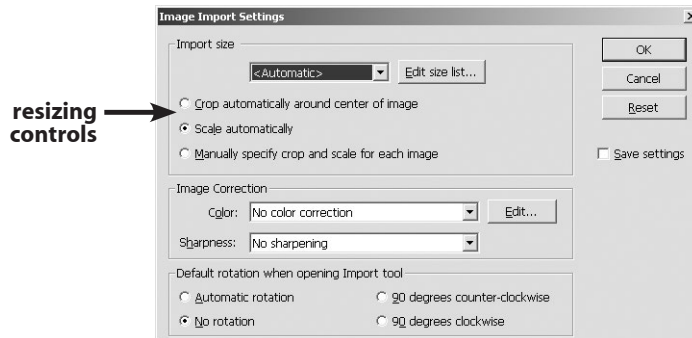 Image Import Settings
Import size
<Automatic>
Edit size list...
Crop automatically around center of image
Scale automatically
Manually specify crop and scale for each image
resizing
controls
OK
Cancel
Reset
Save settings
Image Correction
Color: No color correction
Edit...
Sharpness: No sharpening
Default rotation when opening Import tool
Automatic rotation
90 degrees counter-clockwise
No rotation
90 degrees clockwise